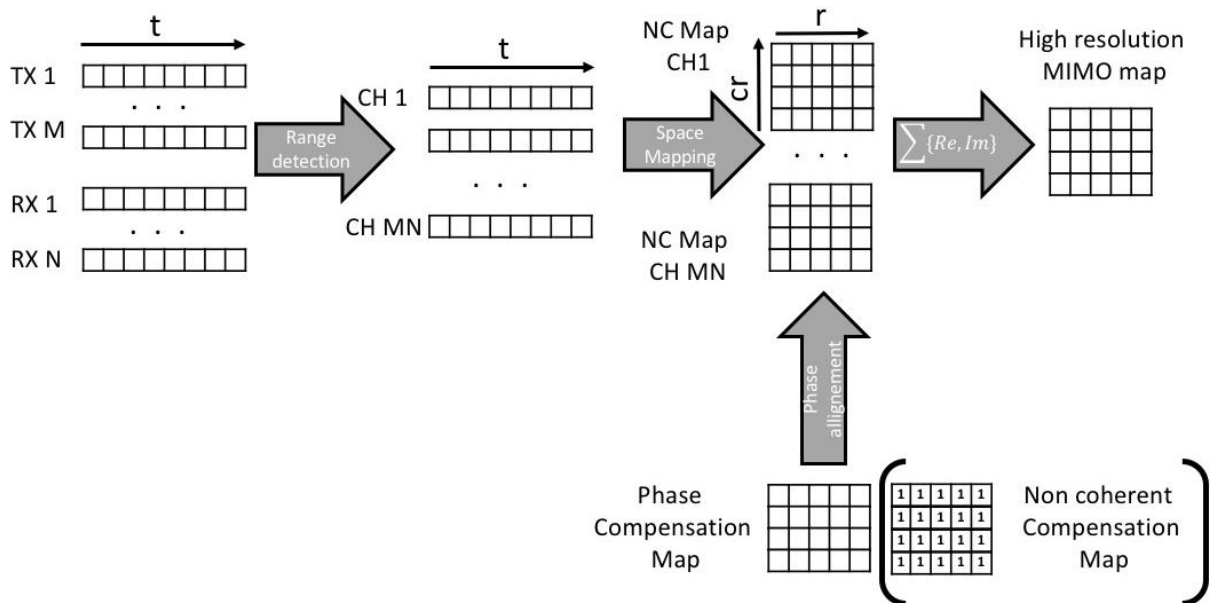 t
TX 1
. . .
TX M
RX 1
. . .
RX N
Range
detection
t
CH 1
. . .
CH MN
Space
Mapping
NC Map
CH1
r
cr
. . .
NC Map
CH MN
∑{Re, Im}
High resolution
MIMO map
Phase
allignement
Phase
Compensation
Map
1 1 1 1 1
1 1 1 1 1
1 1 1 1 1
1 1 1 1 1
Non coherent
Compensation
Map